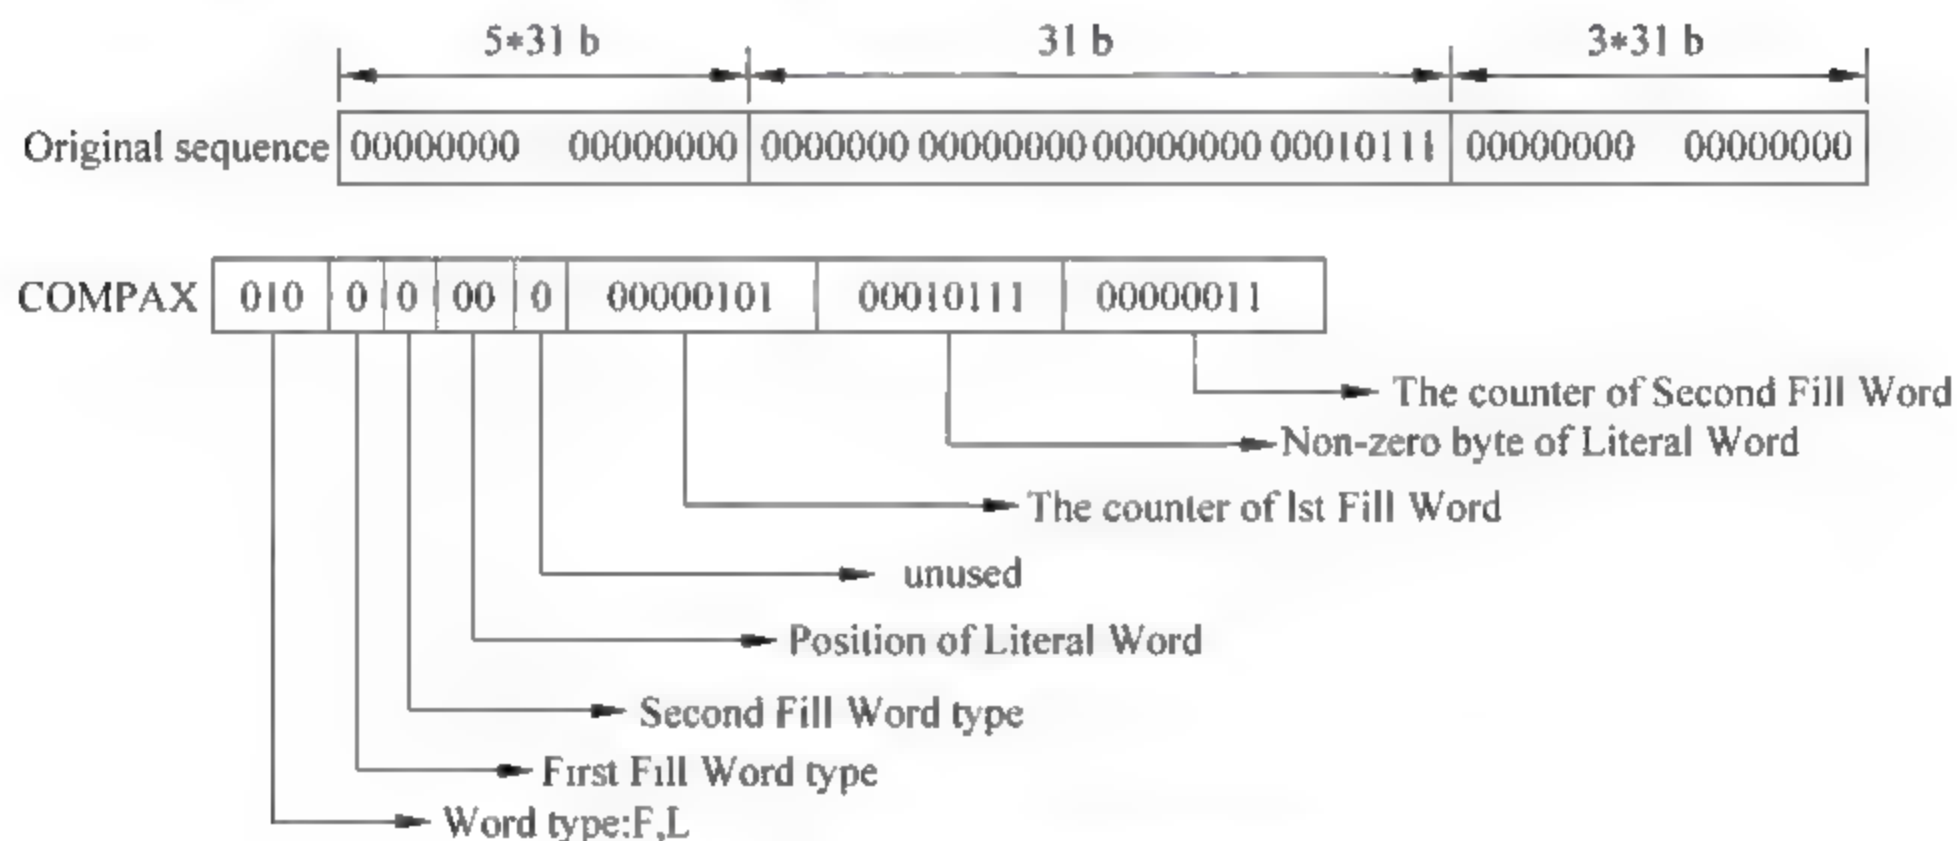 5*31 b 31 b 3*31 b
Original sequence 00000000 00000000 0000000 00000000 00000000 00010111 00000000 00000000
COMPAX 010 0 0 00 0 00000101 00010111 00000011
The counter of Second Fill Word
Non-zero byte of Literal Word
The counter of lst Fill Word
unused
Position of Literal Word
Second Fill Word type
First Fill Word type
Word type:F,L